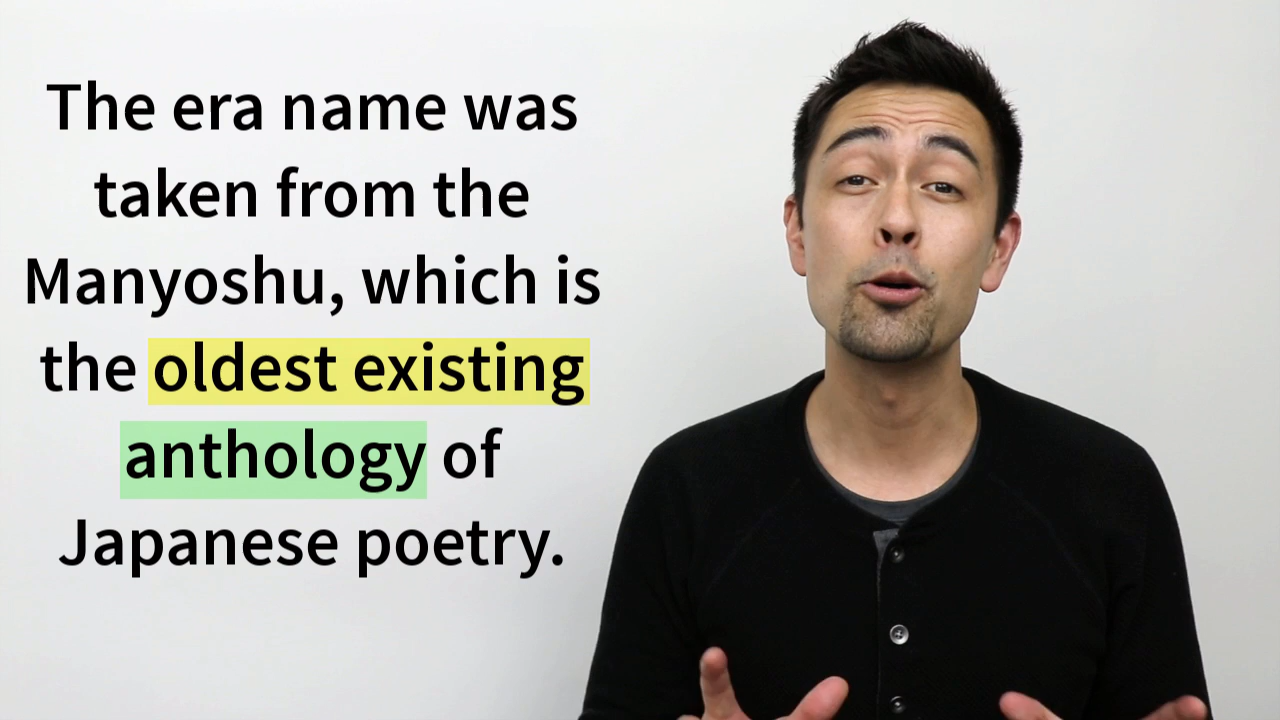 The era name was
taken from the
Manyoshu, which is
the oldest existing
anthology of
Japanese poetry.